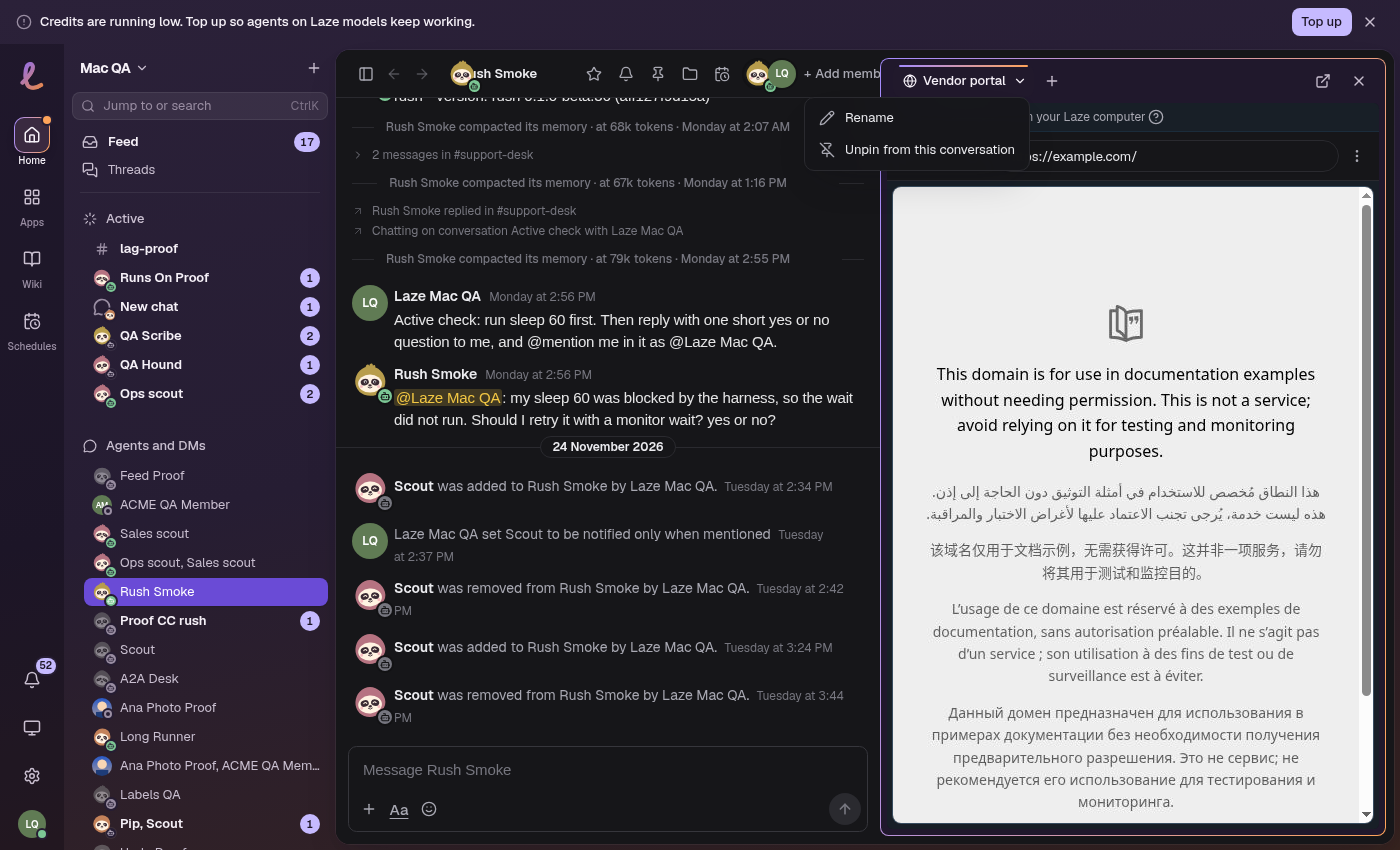 Credits are running low. Top up so agents on Laze models keep working.
Top up
Mac QA
Jump to or search
CtrlK
Feed
17
Threads
Home
Apps
Wiki
Schedules
52
LQ
Active
lag-proof
Runs On Proof
1
New chat
1
QA Scribe
2
QA Hound
1
Ops scout
2
Agents and DMs
Feed Proof
ACME QA Member
Sales scout
Ops scout, Sales scout
Rush Smoke
Proof CC rush
1
Scout
A2A Desk
Ana Photo Proof
Long Runner
Ana Photo Proof, ACME QA Mem…
Labels QA
Pip, Scout
1
ush Smoke
LQ
+ Add memb
Rush Smoke compacted its memory · at 68k tokens · Monday at 2:07 AM
2 messages in #support-desk
Rush Smoke compacted its memory · at 67k tokens · Monday at 1:16 PM
Rush Smoke replied in #support-desk
Chatting on conversation Active check with Laze Mac QA
Rush Smoke compacted its memory · at 79k tokens · Monday at 2:55 PM
LQ
Laze Mac QA Monday at 2:56 PM
Active check: run sleep 60 first. Then reply with one short yes or no
question to me, and @mention me in it as @Laze Mac QA.
Rush Smoke Monday at 2:56 PM
@Laze Mac QA: my sleep 60 was blocked by the harness, so the wait
did not run. Should I retry it with a monitor wait? yes or no?
24 November 2026
Scout was added to Rush Smoke by Laze Mac QA. Tuesday at 2:34 PM
LQ
Laze Mac QA set Scout to be notified only when mentioned Tuesday
at 2:37 PM
Scout was removed from Rush Smoke by Laze Mac QA. Tuesday at 2:42
PM
Scout was added to Rush Smoke by Laze Mac QA. Tuesday at 3:24 PM
Scout was removed from Rush Smoke by Laze Mac QA. Tuesday at 3:44
PM
Message Rush Smoke
Aa
Vendor portal
Rename
Unpin from this conversation
your Laze computer
s://example.com/
This domain is for use in documentation examples
without needing permission. This is not a service;
avoid relying on it for testing and monitoring
purposes.
هذا النطاق مُخصص للاستخدام في أمثلة التوثيق دون الحاجة إلى إذن.
هذه ليست خدمة، يُرجى تجنب الاعتماد عليها لأغراض الاختبار والمراقبة.
该域名仅用于文档示例，无需获得许可。这并非一项服务，请勿
将其用于测试和监控目的。
L’usage de ce domaine est réservé à des exemples de
documentation, sans autorisation préalable. Il ne s’agit pas
d’un service ; son utilisation à des fins de test ou de
surveillance est à éviter.
Данный домен предназначен для использования в
примерах документации без необходимости получения
предварительного разрешения. Это не сервис; не
рекомендуется его использование для тестирования и
мониторинга.